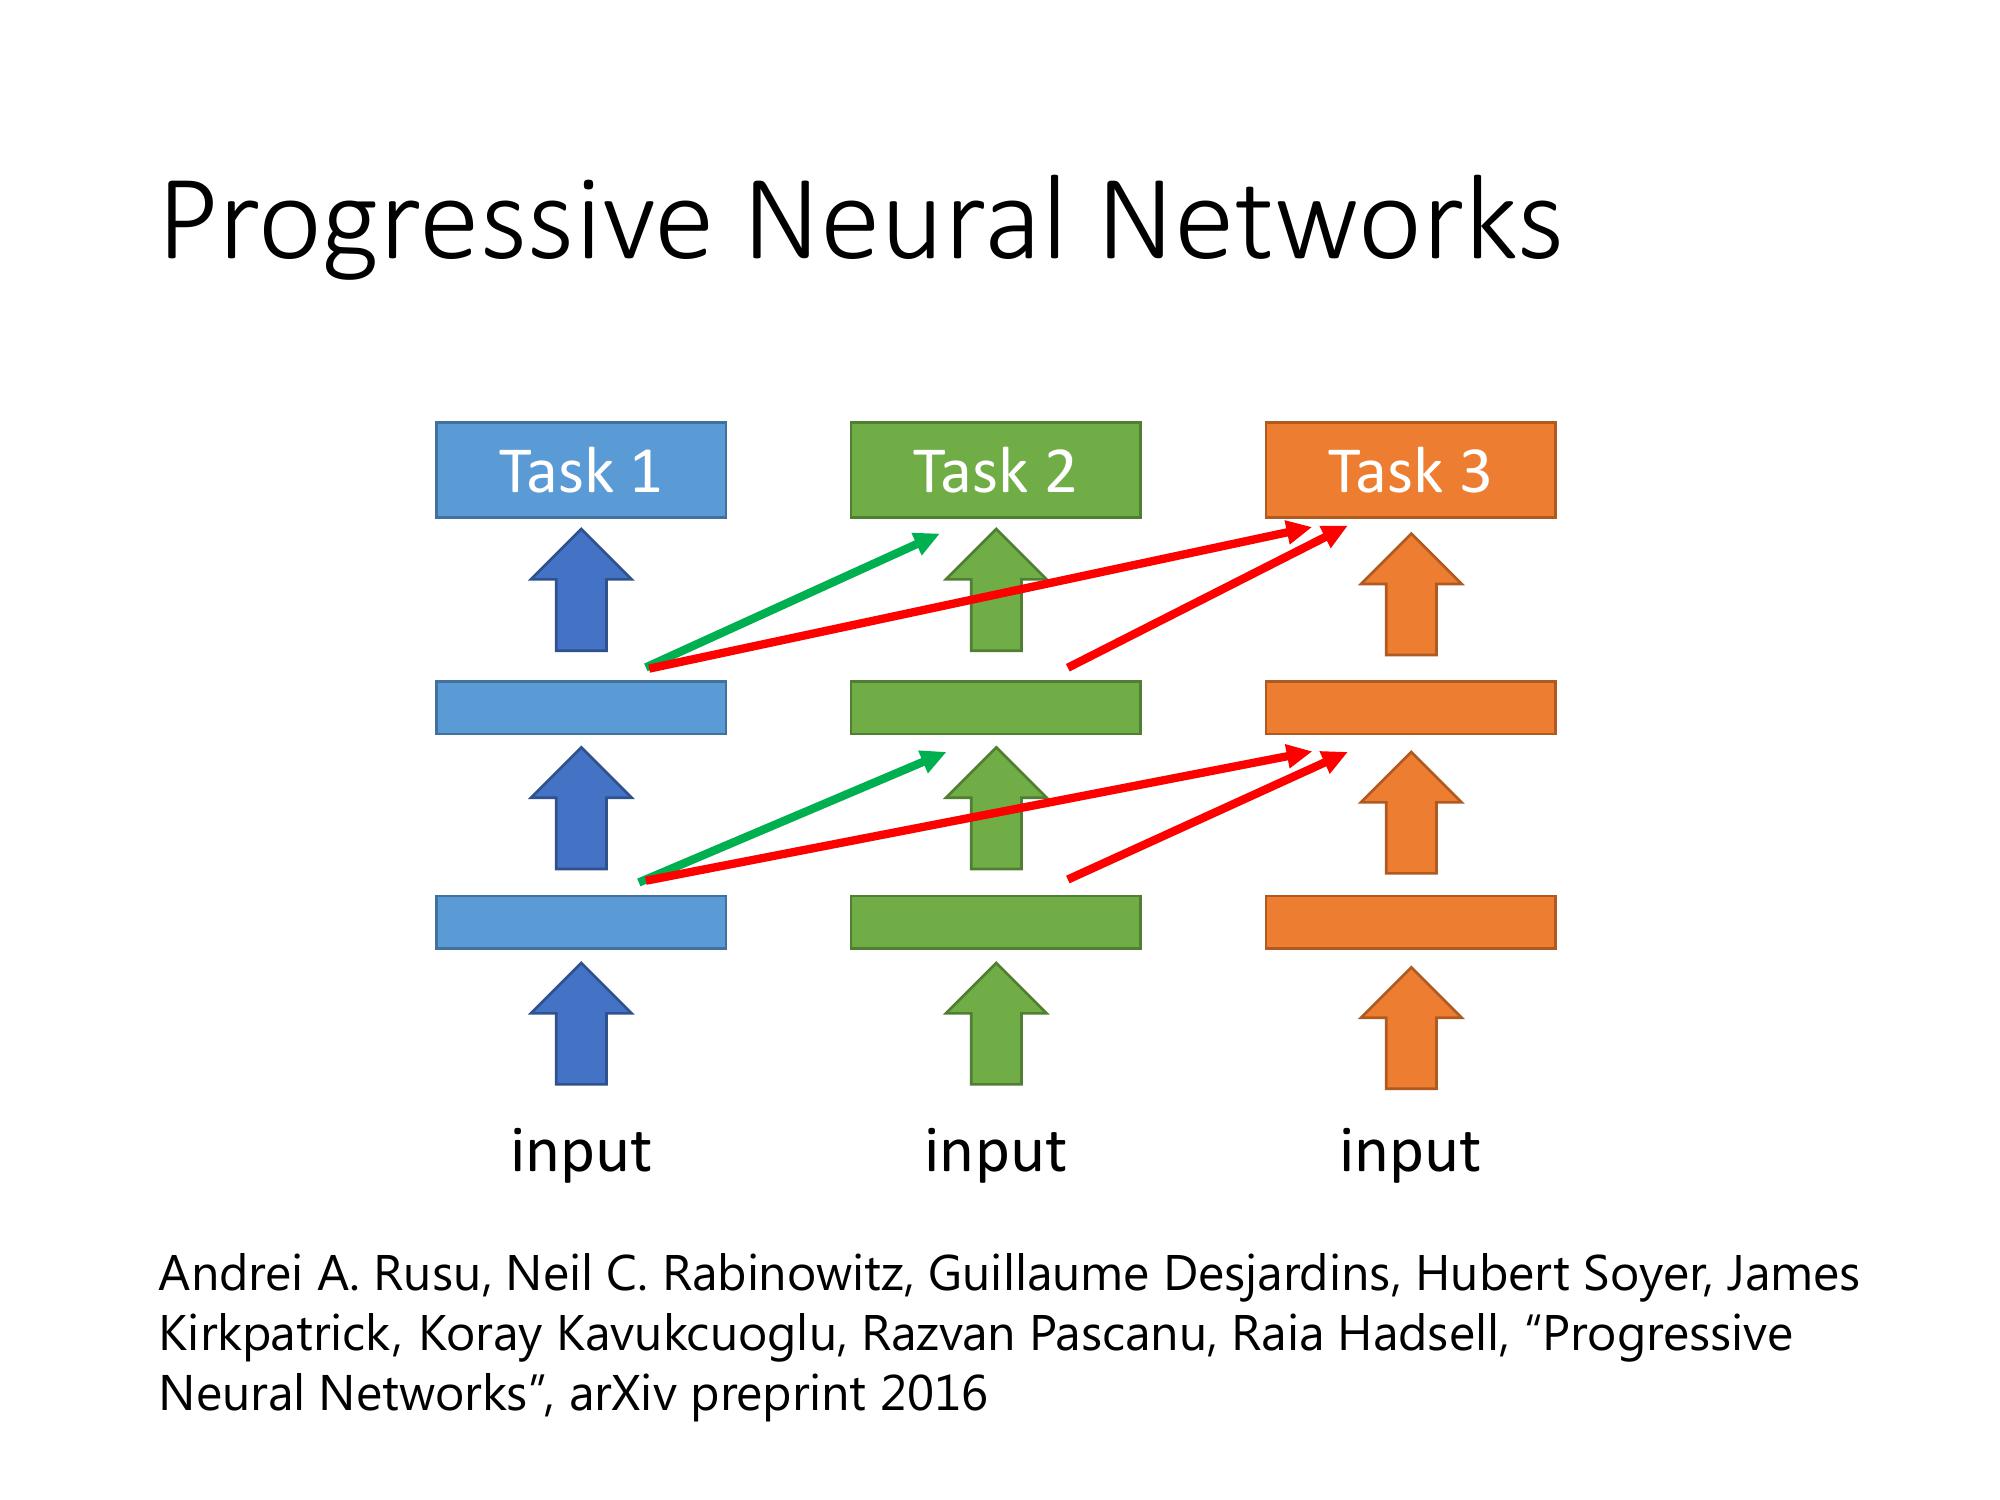 Progressive Neural Networks
Task 1 Task 2 Task 3
input input input
Andrei A. Rusu, Neil C. Rabinowitz, Guillaume Desjardins, Hubert Soyer, James
Kirkpatrick, Koray Kavukcuoglu, Razvan Pascanu, Raia Hadsell, “Progressive
Neural Networks”, arXiv preprint 2016